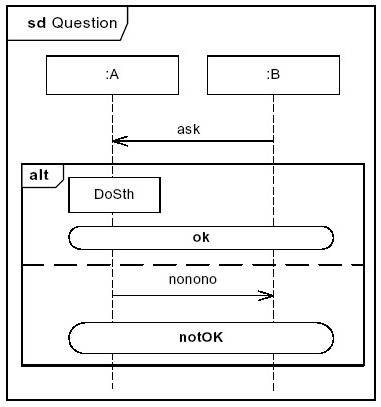 sd Question
:A
:B
ask
alt
DoSth
ok
nonono
notOK